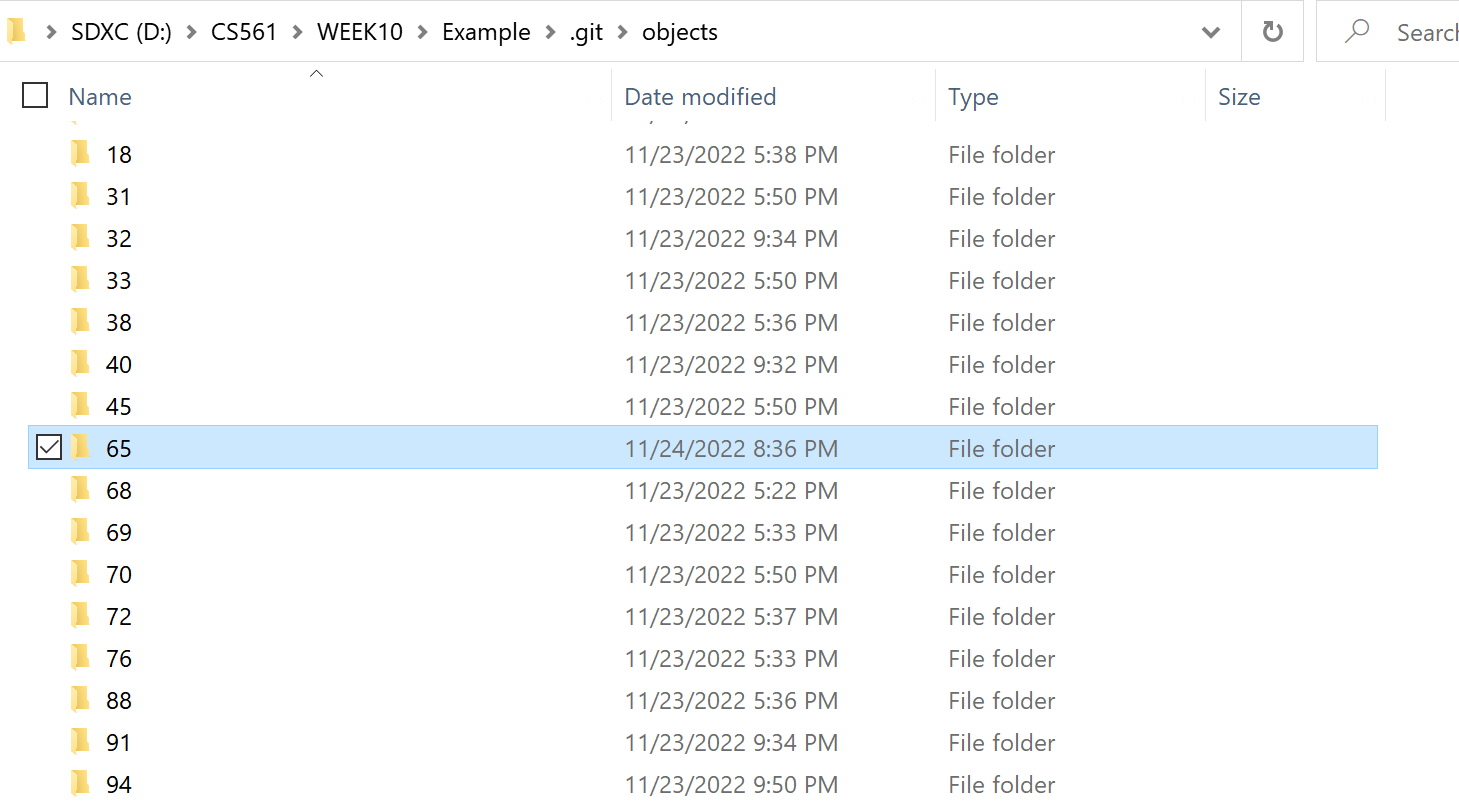 SDXC (D:) > CS561 > WEEK10 > Example > .git > objects
Search
Name Date modified Type Size
18 11/23/2022 5:38 PM File folder
31 11/23/2022 5:50 PM File folder
32 11/23/2022 9:34 PM File folder
33 11/23/2022 5:50 PM File folder
38 11/23/2022 5:36 PM File folder
40 11/23/2022 9:32 PM File folder
45 11/23/2022 5:50 PM File folder
65 11/24/2022 8:36 PM File folder
68 11/23/2022 5:22 PM File folder
69 11/23/2022 5:33 PM File folder
70 11/23/2022 5:50 PM File folder
72 11/23/2022 5:37 PM File folder
76 11/23/2022 5:33 PM File folder
88 11/23/2022 5:36 PM File folder
91 11/23/2022 9:34 PM File folder
94 11/23/2022 9:50 PM File folder